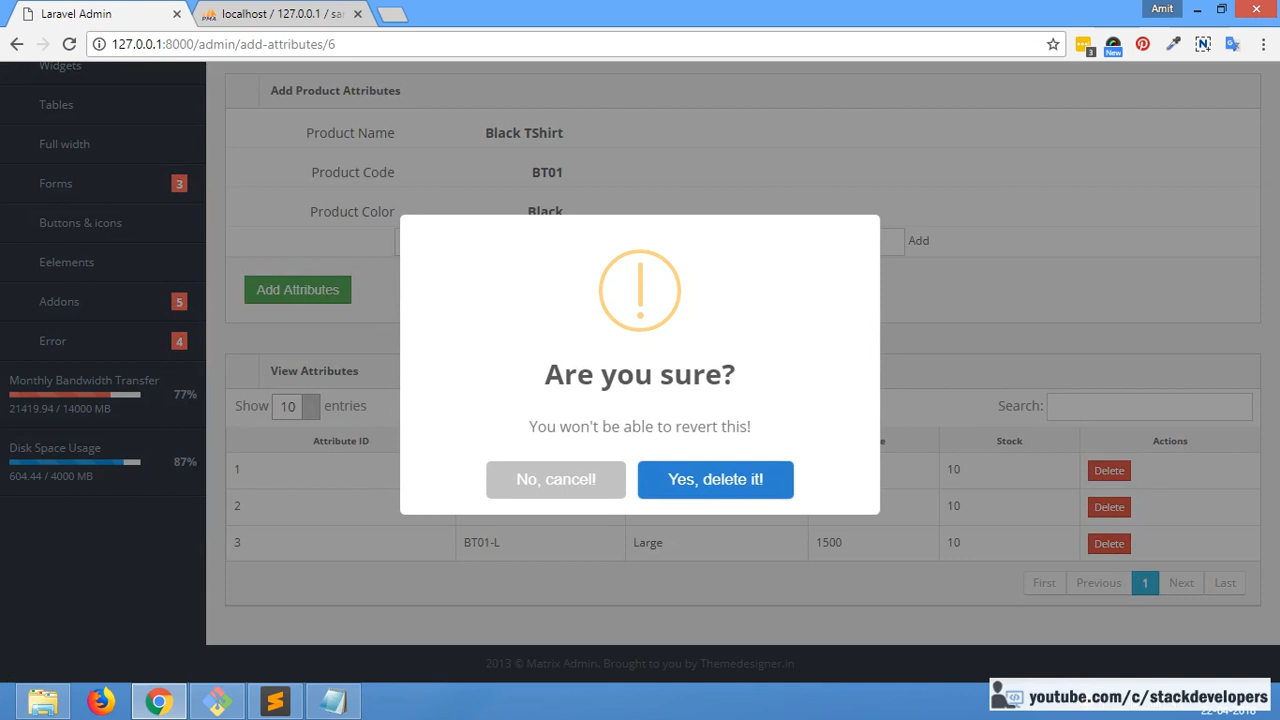 Laravel Admin
localhost / 127.0.0.1 / sa
Amit
127.0.0.1:8000/admin/add-attributes/6
3
New
Widgets
Tables
Full width
Forms 3
Buttons & icons
Eelements
Addons 5
Error 4
Monthly Bandwidth Transfer
77%
21419.94 / 14000 MB
Disk Space Usage
87%
604.44 / 4000 MB
Add Product Attributes
Product Name Black TShirt
Product Code BT01
Product Color Black
Add
Add Attributes
Are you sure?
You won't be able to revert this!
No, cancel! Yes, delete it!
View Attributes
Show 10 entries
Search:
Attribute ID Stock Actions
1 10 Delete
2 10 Delete
3 BT01-L Large 1500 10 Delete
First Previous 1 Next Last
2013 © Matrix Admin. Brought to you by Themedesigner.in
youtube.com/c/stackdevelopers